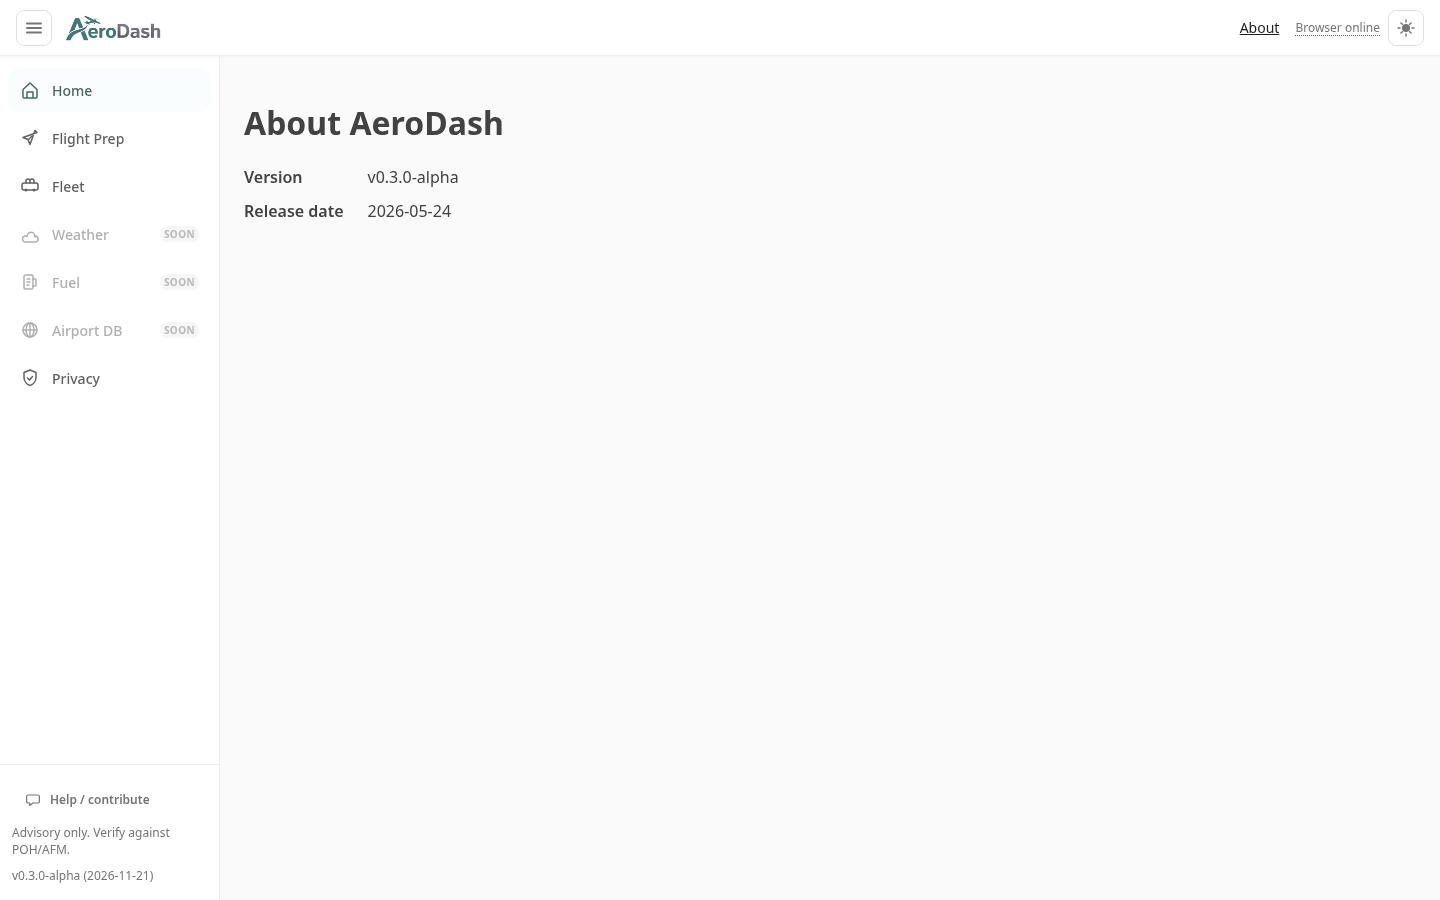 AeroDash
About
Browser online
Home
Flight Prep
Fleet
Weather SOON
Fuel SOON
Airport DB SOON
Privacy
About AeroDash
Version v0.3.0-alpha
Release date 2026-05-24
Help / contribute
Advisory only. Verify against
POH/AFM.
v0.3.0-alpha (2026-11-21)